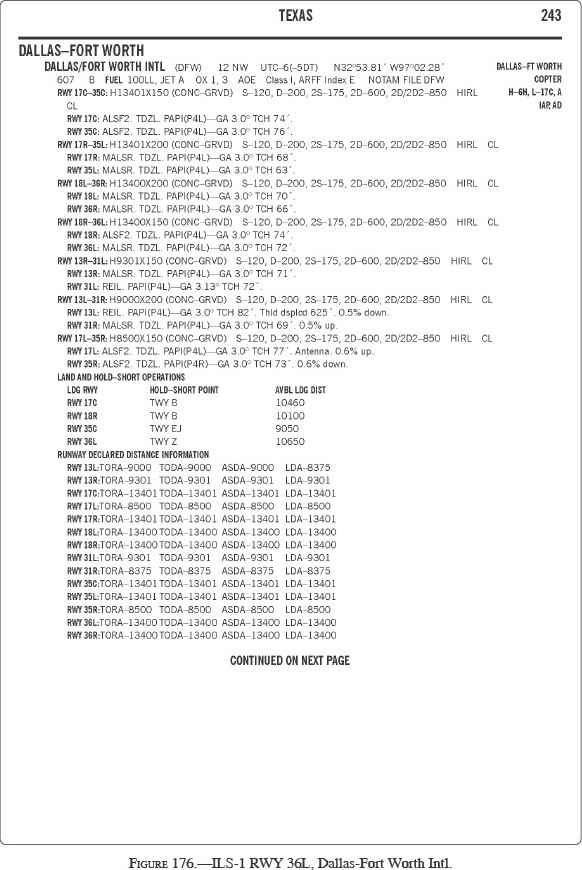 TEXAS 243
DALLAS–FORT WORTH
DALLAS/FORT WORTH INTL (DFW) 12 NW UTC–6(–5DT) N32°53.81´ W97°02.28´ DALLAS–FT WORTH
607 B FUEL 100LL, JET A OX 1, 3 AOE Class I, ARFF Index E NOTAM FILE DFW COPTER
RWY 17C–35C: H13401X150 (CONC–GRVD) S–120, D–200, 2S–175, 2D–600, 2D/2D2–850 HIRL H–6H, L–17C, A
CL IAP, AD
RWY 17C: ALSF2. TDZL. PAPI(P4L)—GA 3.0° TCH 74´.
RWY 35C: ALSF2. TDZL. PAPI(P4L)—GA 3.0° TCH 76´.
RWY 17R–35L: H13401X200 (CONC–GRVD) S–120, D–200, 2S–175, 2D–600, 2D/2D2–850 HIRL CL
RWY 17R: MALSR. TDZL. PAPI(P4L)—GA 3.0° TCH 68´.
RWY 35L: MALSR. TDZL. PAPI(P4L)—GA 3.0° TCH 63´.
RWY 18L–36R: H13400X200 (CONC–GRVD) S–120, D–200, 2S–175, 2D–600, 2D/2D2–850 HIRL CL
RWY 18L: MALSR. TDZL. PAPI(P4L)—GA 3.0° TCH 70´.
RWY 36R: MALSR. TDZL. PAPI(P4L)—GA 3.0° TCH 66´.
RWY 18R–36L: H13400X150 (CONC–GRVD) S–120, D–200, 2S–175, 2D–600, 2D/2D2–850 HIRL CL
RWY 18R: ALSF2. TDZL. PAPI(P4L)—GA 3.0° TCH 74´.
RWY 36L: MALSR. TDZL. PAPI(P4L)—GA 3.0° TCH 72´.
RWY 13R–31L: H9301X150 (CONC–GRVD) S–120, D–200, 2S–175, 2D–600, 2D/2D2–850 HIRL CL
RWY 13R: MALSR. TDZL. PAPI(P4L)—GA 3.0° TCH 71´.
RWY 31L: REIL. PAPI(P4L)—GA 3.13° TCH 72´.
RWY 13L–31R: H9000X200 (CONC–GRVD) S–120, D–200, 2S–175, 2D–600, 2D/2D2–850 HIRL CL
RWY 13L: REIL. PAPI(P4L)—GA 3.0° TCH 82´. Thld dsplcd 625´. 0.5% down.
RWY 31R: MALSR. TDZL. PAPI(P4L)—GA 3.0° TCH 69´. 0.5% up.
RWY 17L–35R: H8500X150 (CONC–GRVD) S–120, D–200, 2S–175, 2D–600, 2D/2D2–850 HIRL CL
RWY 17L: ALSF2. TDZL. PAPI(P4L)—GA 3.0° TCH 77´. Antenna. 0.6% up.
RWY 35R: ALSF2. TDZL. PAPI(P4R)—GA 3.0° TCH 73´. 0.6% down.
LAND AND HOLD–SHORT OPERATIONS
LDG RWY HOLD–SHORT POINT AVBL LDG DIST
RWY 17C TWY B 10460
RWY 18R TWY B 10100
RWY 35C TWY EJ 9050
RWY 36L TWY Z 10650
RUNWAY DECLARED DISTANCE INFORMATION
RWY 13L: TORA–9000 TODA–9000 ASDA–9000 LDA–8375
RWY 13R: TORA–9301 TODA–9301 ASDA–9301 LDA–9301
RWY 17C: TORA–13401 TODA–13401 ASDA–13401 LDA–13401
RWY 17L: TORA–8500 TODA–8500 ASDA–8500 LDA–8500
RWY 17R: TORA–13401 TODA–13401 ASDA–13401 LDA–13401
RWY 18L: TORA–13400 TODA–13400 ASDA–13400 LDA–13400
RWY 18R: TORA–13400 TODA–13400 ASDA–13400 LDA–13400
RWY 31L: TORA–9301 TODA–9301 ASDA–9301 LDA–9301
RWY 31R: TORA–8375 TODA–8375 ASDA–8375 LDA–8375
RWY 35C: TORA–13401 TODA–13401 ASDA–13401 LDA–13401
RWY 35L: TORA–13401 TODA–13401 ASDA–13401 LDA–13401
RWY 35R: TORA–8500 TODA–8500 ASDA–8500 LDA–8500
RWY 36L: TORA–13400 TODA–13400 ASDA–13400 LDA–13400
RWY 36R: TORA–13400 TODA–13400 ASDA–13400 LDA–13400
CONTINUED ON NEXT PAGE
FIGURE 176.—ILS-1 RWY 36L, Dallas-Fort Worth Intl.